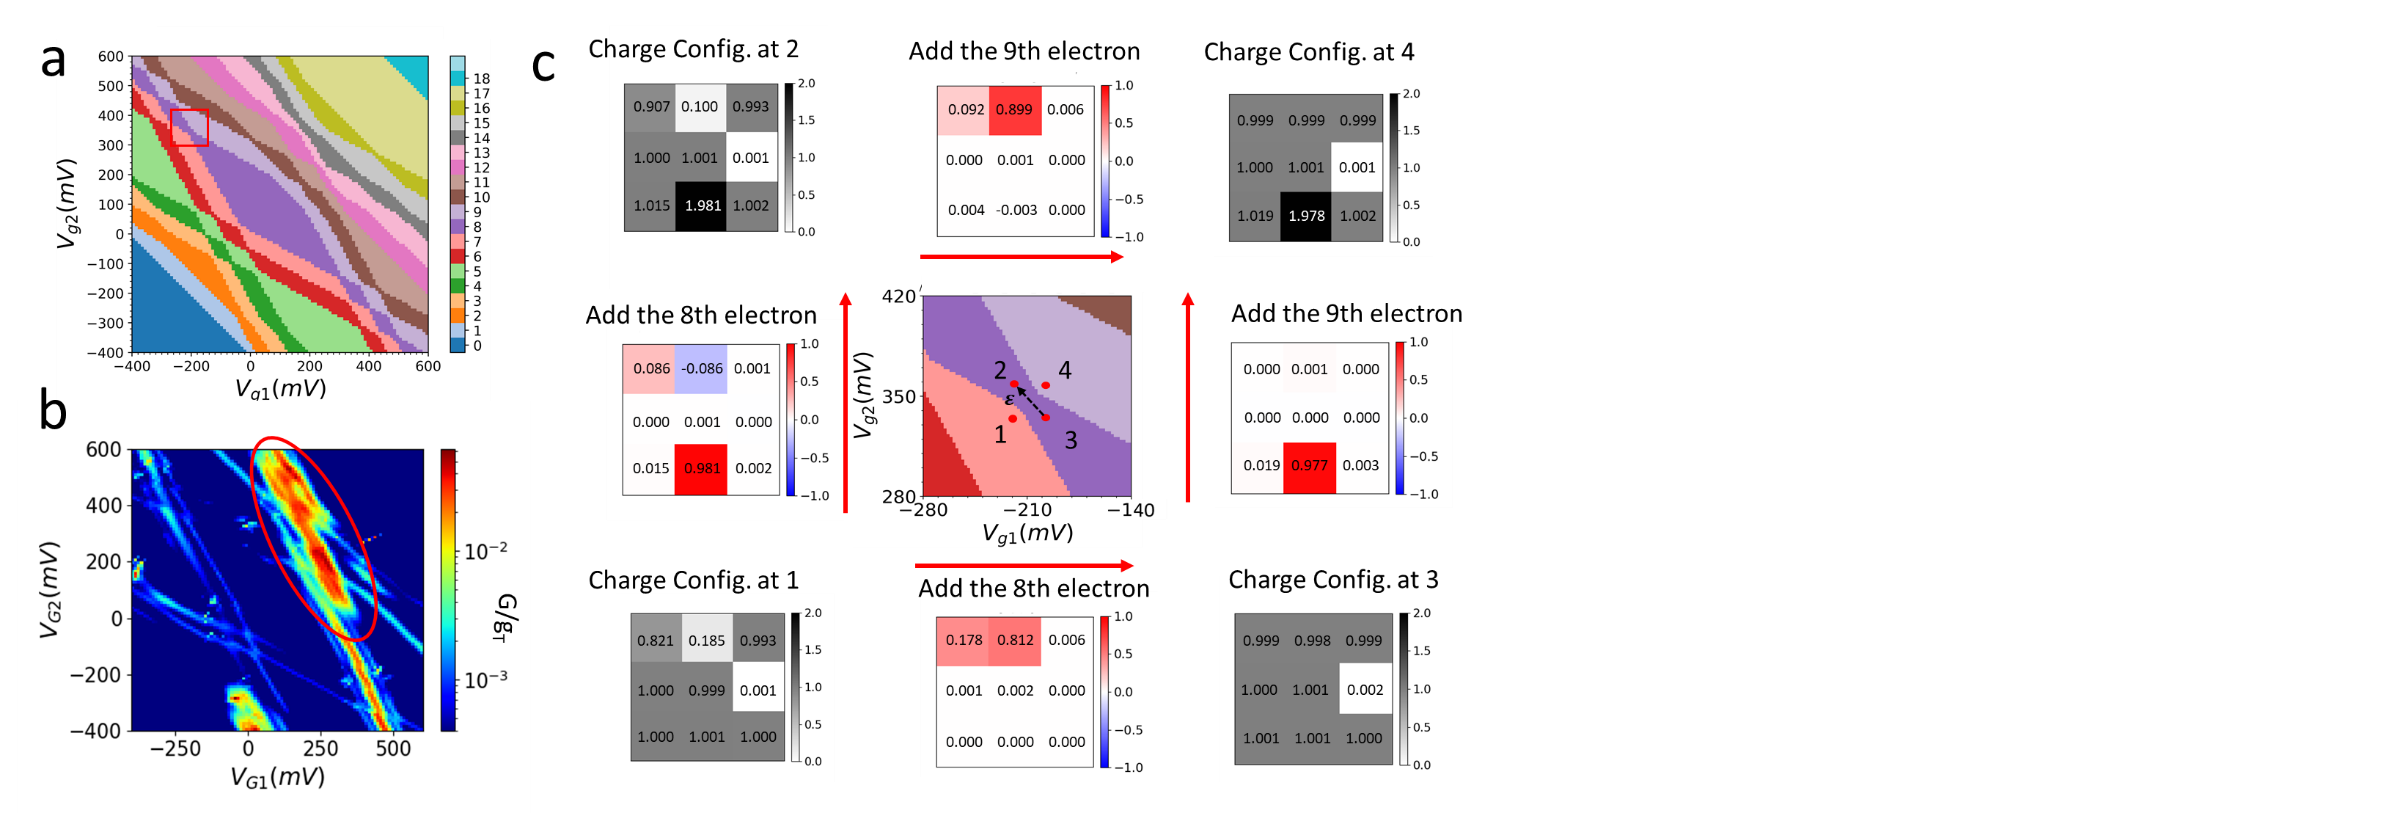 a
600
500
400
300
200
100
0
−100
−200
−300
−400
−400 −200 0 200 400 600
Vg2(mV)
Vg1(mV)
18
17
16
15
14
13
12
11
10
9
8
7
6
5
4
3
2
1
0
b
600
400
200
0
−200
−400
−250 0 250 500
VG2(mV)
VG1(mV)
10−2
10−3
G/gT
c
Charge Config. at 2
0.907 0.100 0.993
1.000 1.001 0.001
1.015 1.981 1.002
2.0
1.5
1.0
0.5
0.0
Add the 9th electron
0.092 0.899 0.006
0.000 0.001 0.000
0.004 -0.003 0.000
1.0
0.5
0.0
−0.5
−1.0
Charge Config. at 4
0.999 0.999 0.999
1.000 1.001 0.001
1.019 1.978 1.002
2.0
1.5
1.0
0.5
0.0
Add the 8th electron
0.086 -0.086 0.001
0.000 0.001 0.000
0.015 0.981 0.002
1.0
0.5
0.0
−0.5
−1.0
420
350
280
−280 −210 −140
Vg2(mV)
Vg1(mV)
2 4
ε
1 3
Add the 9th electron
0.000 0.001 0.000
0.000 0.000 0.000
0.019 0.977 0.003
1.0
0.5
0.0
−0.5
−1.0
Charge Config. at 1
0.821 0.185 0.993
1.000 0.999 0.001
1.000 1.001 1.000
2.0
1.5
1.0
0.5
0.0
Add the 8th electron
0.178 0.812 0.006
0.001 0.002 0.000
0.000 0.000 0.000
1.0
0.5
0.0
−0.5
−1.0
Charge Config. at 3
0.999 0.998 0.999
1.000 1.001 0.002
1.001 1.001 1.000
2.0
1.5
1.0
0.5
0.0